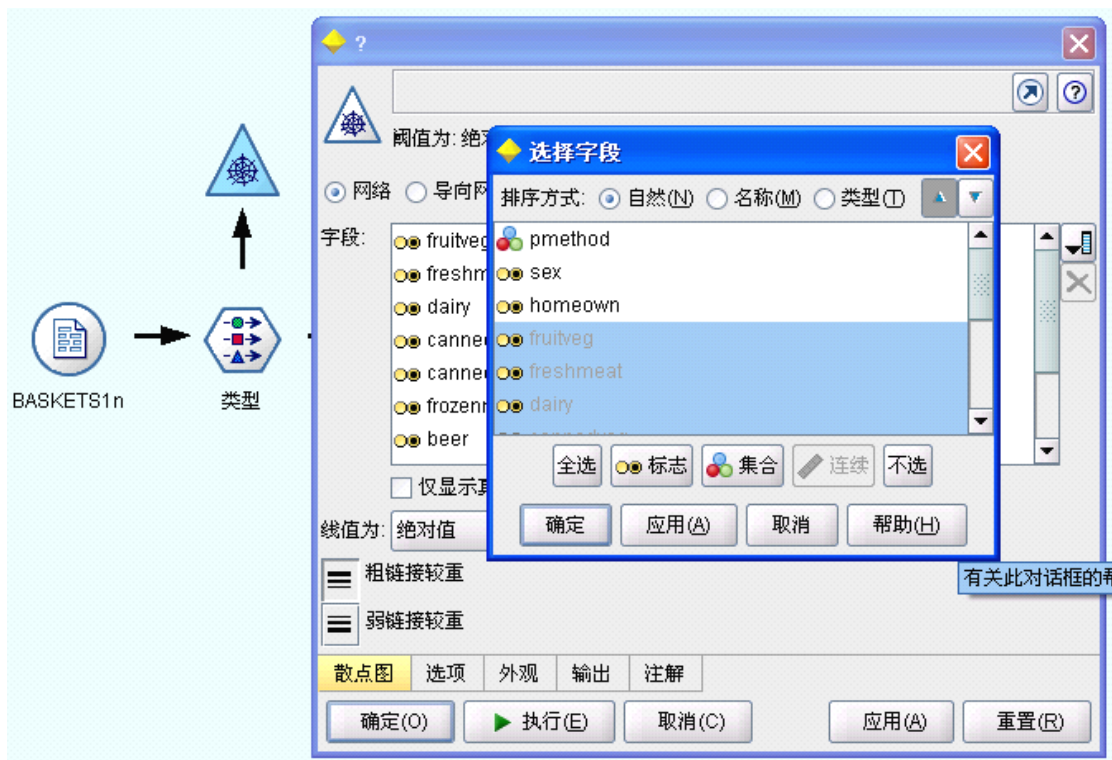 ?
阈值为: 绝对
网络 导向网
字段:
fruitveg
freshm
dairy
canne
canne
frozenn
beer
仅显示真
线值为: 绝对值
粗链接较重
弱链接较重
散点图 选项 外观 输出 注解
确定(O) 执行(E) 取消(C) 应用(A) 重置(R)
选择字段
排序方式: 自然(N) 名称(M) 类型(T)
pmethod
sex
homeown
fruitveg
freshmeat
dairy
全选 标志 集合 连续 不选
确定 应用(A) 取消 帮助(H)
有关此对话框的帮
BASKETS1n
类型